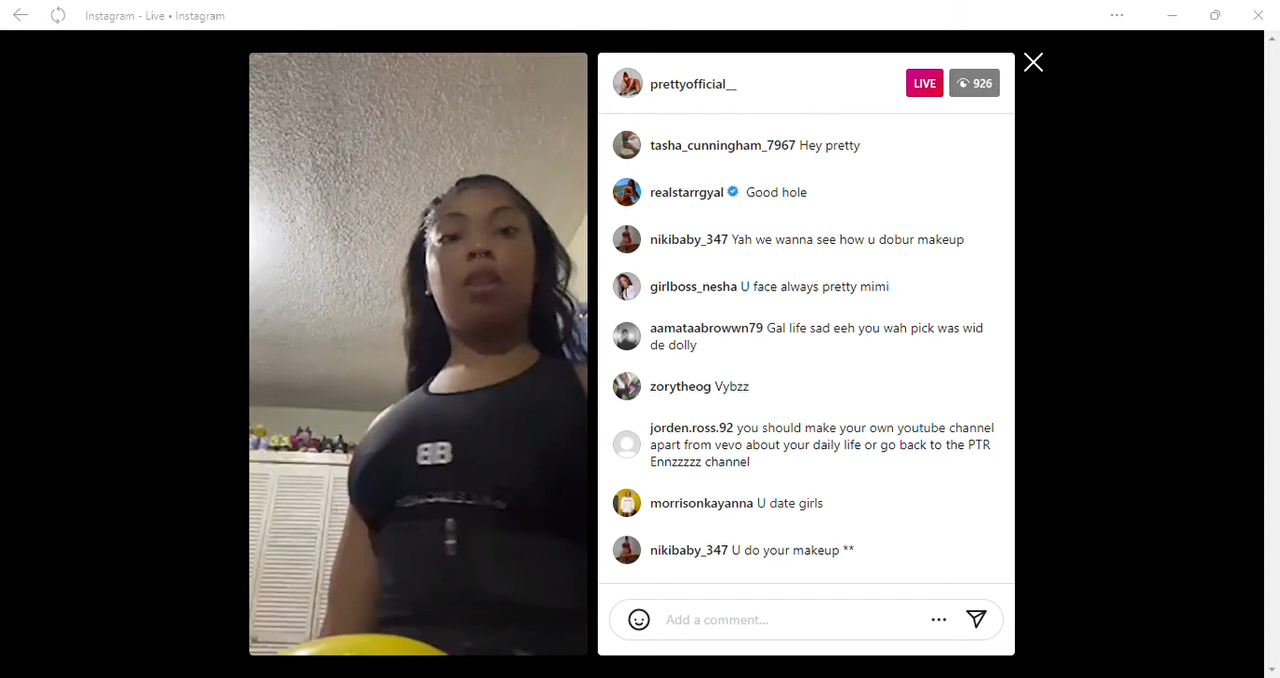 Instagram - Live • Instagram
prettyofficial__
LIVE
926
tasha_cunningham_7967 Hey pretty
realstarrgyal Good hole
nikibaby_347 Yah we wanna see how u dobur makeup
girlboss_nesha U face always pretty mimi
aamataabrowwn79 Gal life sad eeh you wah pick was wid
de dolly
zorytheog Vybzz
jorden.ross.92 you should make your own youtube channel
apart from vevo about your daily life or go back to the PTR
Ennzzzzz channel
morrisonkayanna U date girls
nikibaby_347 U do your makeup **
Add a comment...